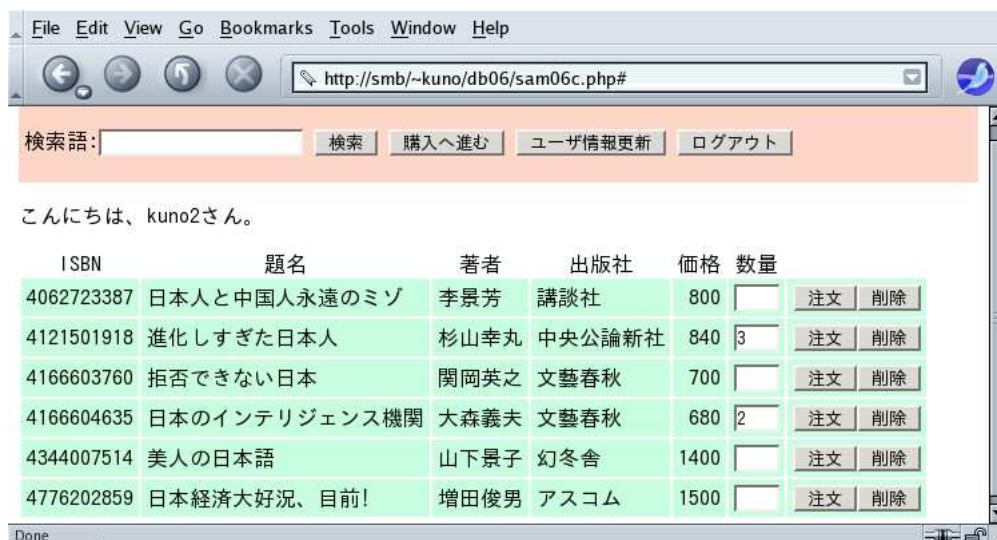 File Edit View Go Bookmarks Tools Window Help
http://smb/~kuno/db06/sam06c.php#
検索語: 検索 購入へ進む ユーザ情報更新 ログアウト
こんにちは、kuno2さん。
ISBN 題名 著者 出版社 価格 数量
4062723387 日本人と中国人永遠のミゾ 李景芳 講談社 800 注文 削除
4121501918 進化しすぎた日本人 杉山幸丸 中央公論新社 840 3 注文 削除
4166603760 拒否できない日本 関岡英之 文藝春秋 700 注文 削除
4166604635 日本のインテリジェンス機関 大森義夫 文藝春秋 680 2 注文 削除
4344007514 美人の日本語 山下景子 幻冬舎 1400 注文 削除
4776202859 日本経済大好況、目前! 増田俊男 アスコム 1500 注文 削除
Done